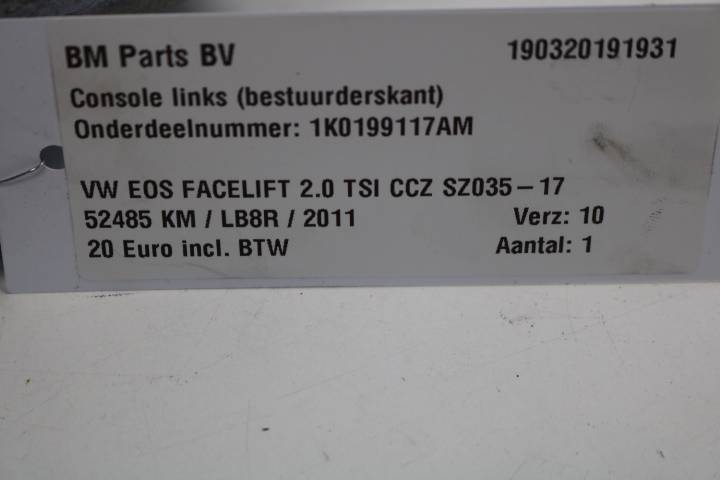 BM Parts BV 190320191931
Console links (bestuurderskant)
Onderdeelnummer: 1K0199117AM
VW EOS FACELIFT 2.0 TSI CCZ SZ035-17
52485 KM / LB8R / 2011 Verz: 10
20 Euro incl. BTW Aantal: 1